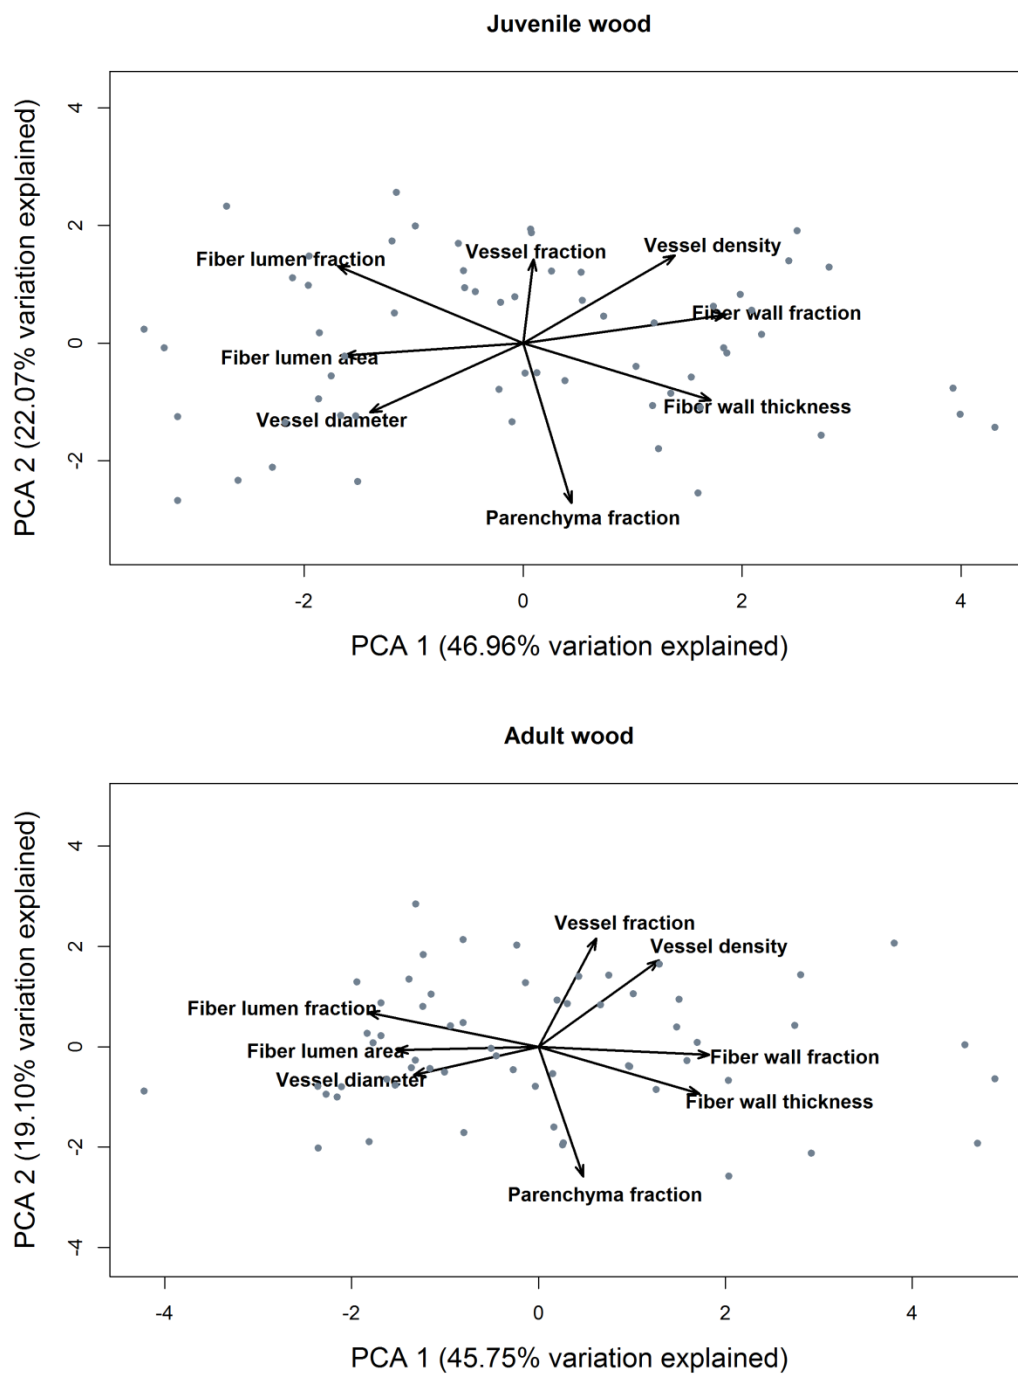 Juvenile wood
PCA 2 (22.07% variation explained)
4
2
0
-2
Vessel fraction
Vessel density
Fiber lumen fraction
Fiber wall fraction
Fiber lumen area
Fiber wall thickness
Vessel diameter
Parenchyma fraction
-2
0
2
4
PCA 1 (46.96% variation explained)
Adult wood
PCA 2 (19.10% variation explained)
4
2
0
-2
-4
Vessel fraction
Vessel density
Fiber lumen fraction
Fiber lumen area
Fiber wall fraction
Vessel diameter
Fiber wall thickness
Parenchyma fraction
-4
-2
0
2
4
PCA 1 (45.75% variation explained)